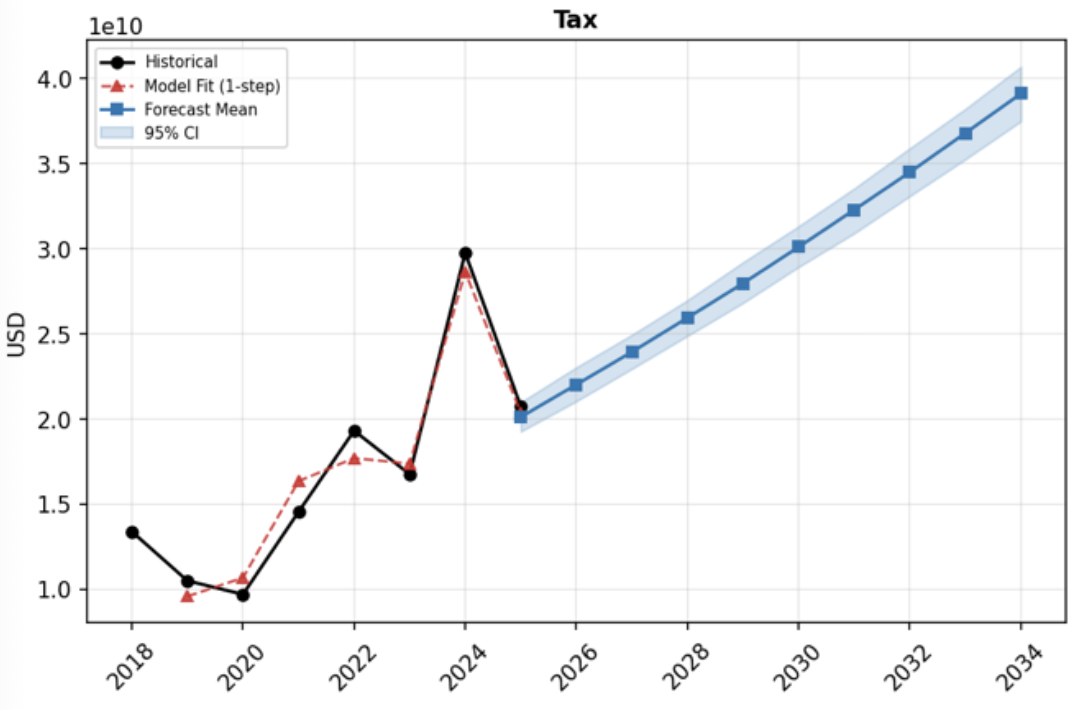 Tax
1e10
Historical
Model Fit (1-step)
Forecast Mean
95% CI
4.0
3.5
3.0
2.5
2.0
1.5
1.0
USD
2018
2020
2022
2024
2026
2028
2030
2032
2034